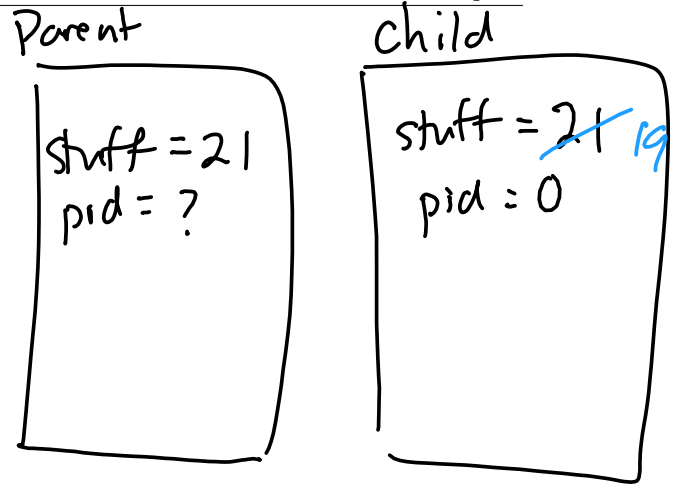 Parent
stuff = 21
pid = ?
child
stuff = 21 19
pid = 0